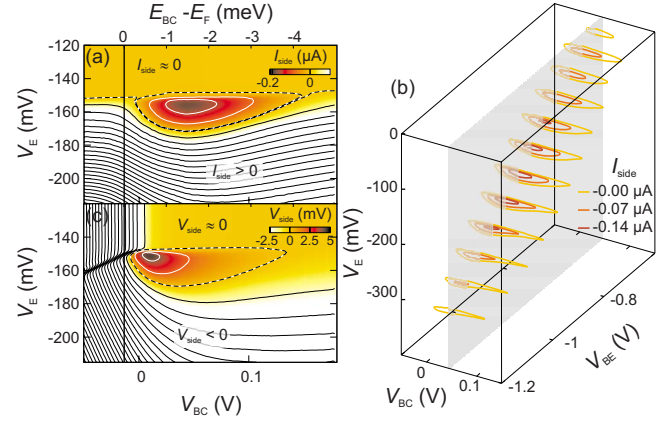 E_BC - E_F (meV)
0 -2 -4
(a)
I_side ≈ 0
I_side (µA)
-0.2 0
-120
-140
-160
-180
-200
V_E (mV)
I_side > 0
(c)
V_side ≈ 0
V_side (mV)
-2.5 0 2.5 5
-160
-180
-200
V_E (mV)
V_side < 0
0 0.1
V_BC (V)
(b)
0
-100
-200
-300
V_E (mV)
I_side
-0.00 µA
-0.07 µA
-0.14 µA
0 0.1
V_BC (V)
-1.2 -1 -0.8
V_BE (V)